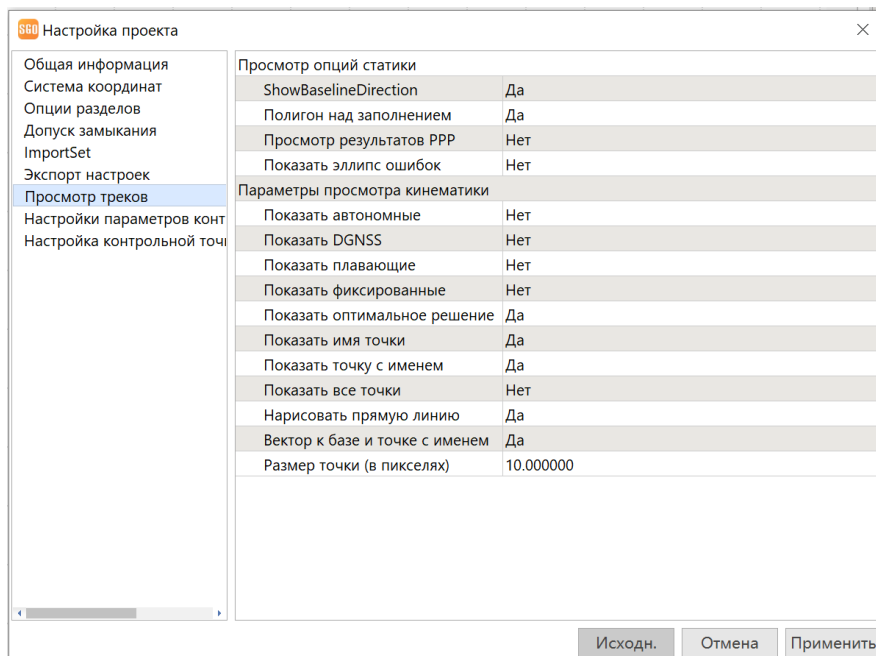 SGO Настройка проекта
Общая информация
Система координат
Опции разделов
Допуск замыкания
ImportSet
Экспорт настроек
Просмотр треков
Настройки параметров конт
Настройка контрольной точ
Просмотр опций статики
ShowBaselineDirection Да
Полигон над заполнением Да
Просмотр результатов PPP Нет
Показать эллипс ошибок Нет
Параметры просмотра кинематики
Показать автономные Нет
Показать DGNSS Нет
Показать плавающие Нет
Показать фиксированные Нет
Показать оптимальное решение Да
Показать имя точки Да
Показать точку с именем Да
Показать все точки Нет
Нарисовать прямую линию Да
Вектор к базе и точке с именем Да
Размер точки (в пикселях) 10.000000
Исходн. Отмена Применить